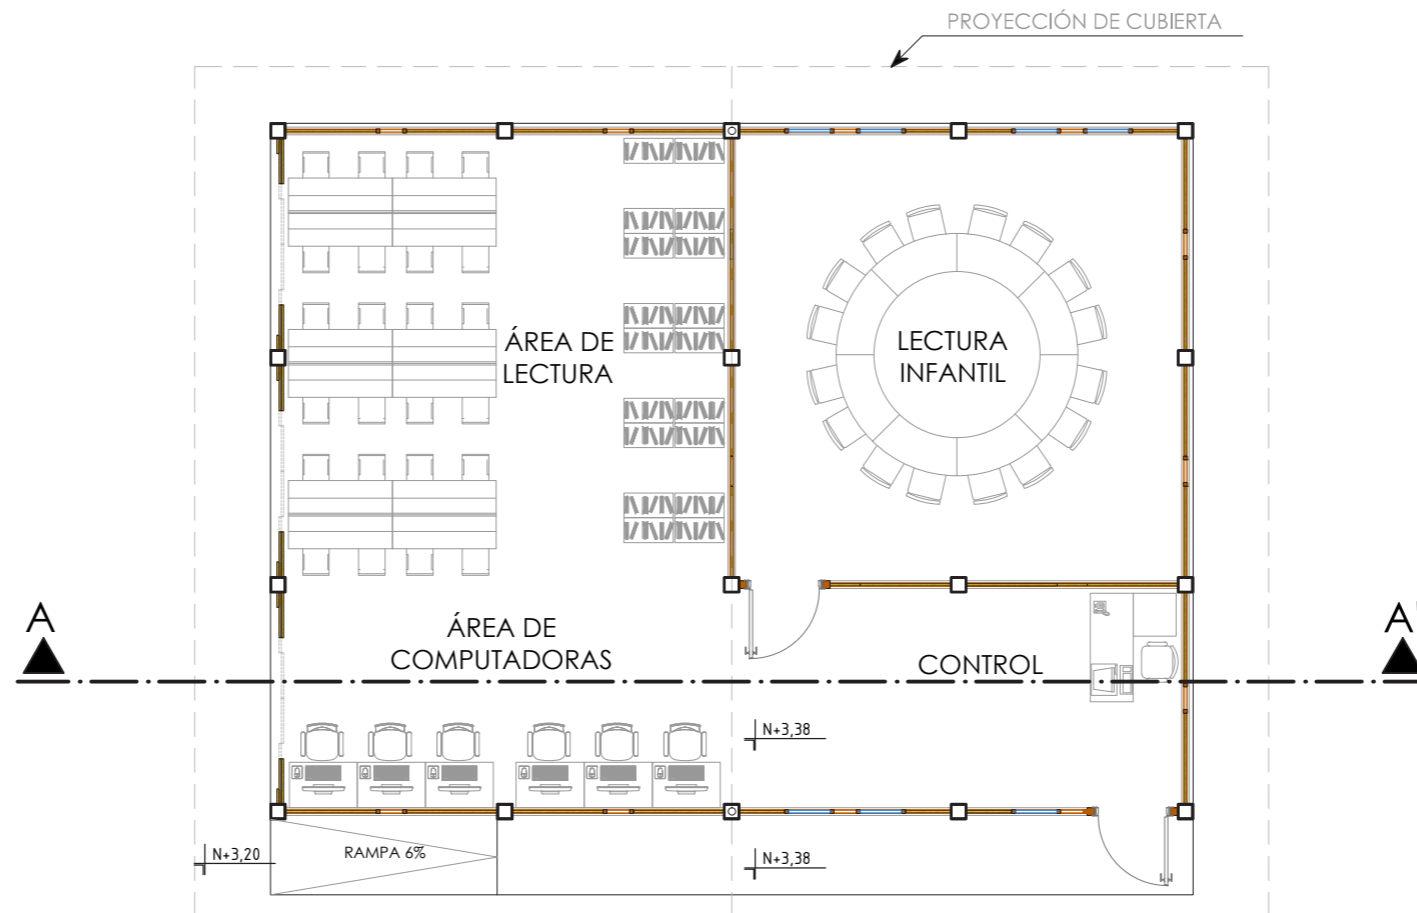 PROYECCIÓN DE CUBIERTA
ÁREA DE
LECTURA
LECTURA
INFANTIL
A
ÁREA DE
COMPUTADORAS
CONTROL
A'
N+3,38
N+3,20
RAMPA 6%
N+3,38